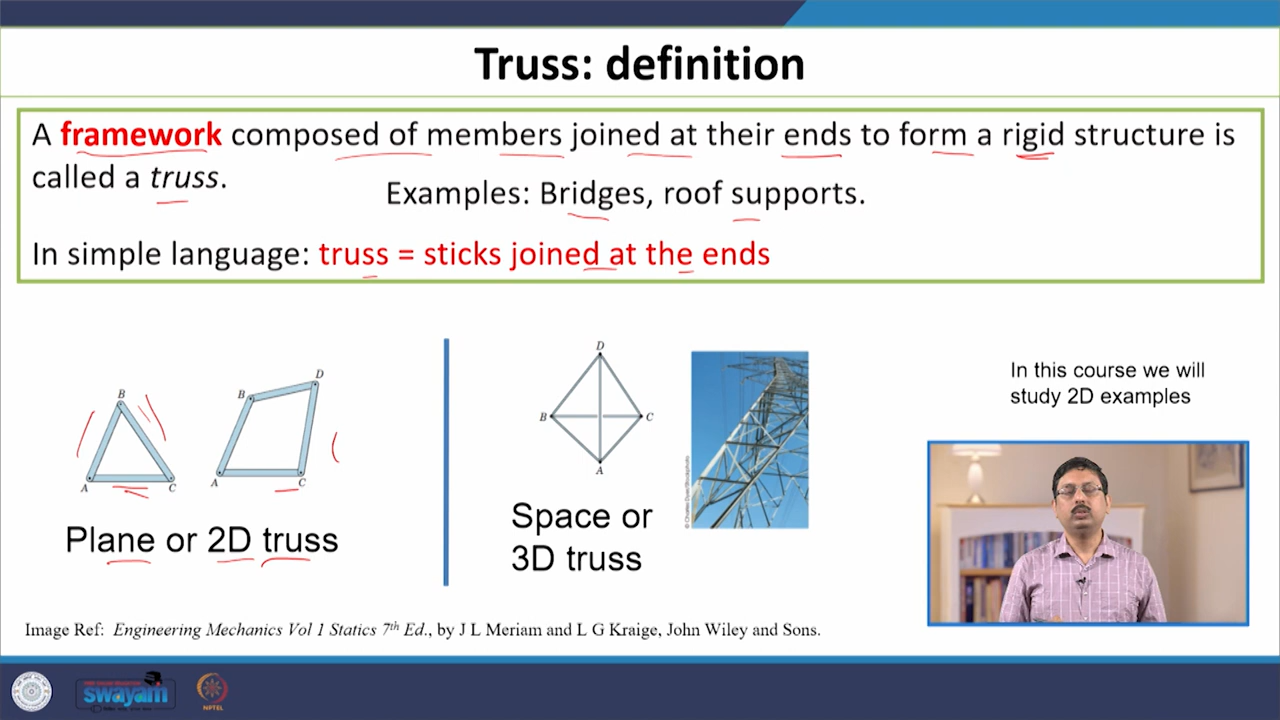 Truss: definition
A framework composed of members joined at their ends to form a rigid structure is
called a truss.
Examples: Bridges, roof supports.
In simple language: truss = sticks joined at the ends
B
A
C
B
D
A
C
D
B
C
A
In this course we will
study 2D examples
Plane or 2D truss
Space or
3D truss
Image Ref: Engineering Mechanics Vol 1 Statics 7th Ed., by J L Meriam and L G Kraige, John Wiley and Sons.
swayam
NPTEL